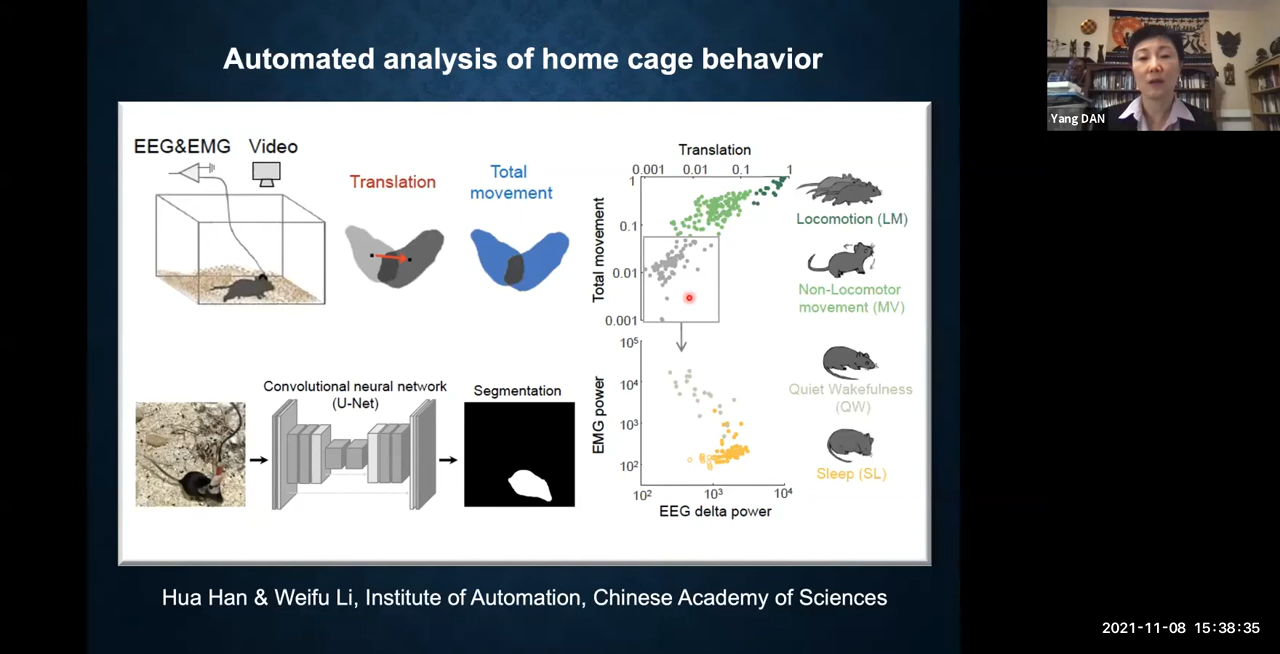 Automated analysis of home cage behavior
Yang DAN
EEG&EMG Video
Translation
Total
movement
Convolutional neural network
(U-Net)
Segmentation
Translation
0.001 0.01 0.1 1
Total movement
1
0.1
0.01
0.001
EMG power
10⁵
10⁴
10³
10²
10² 10³ 10⁴
EEG delta power
Locomotion (LM)
Non-Locomotor
movement (MV)
Quiet Wakefulness
(QW)
Sleep (SL)
Hua Han & Weifu Li, Institute of Automation, Chinese Academy of Sciences
2021-11-08 15:38:35